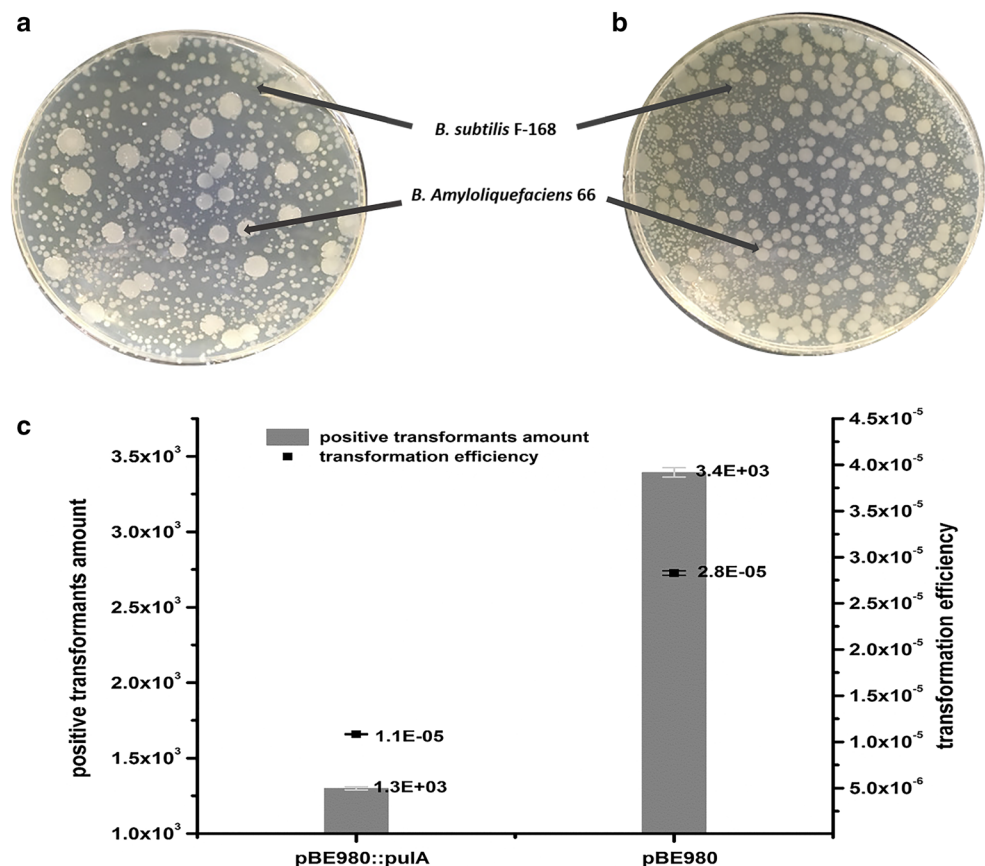 a
b
B. subtilis F-168
B. Amyloliquefaciens 66
c
positive transformants amount
transformation efficiency
positive transformants amount
3.5x10³
3.0x10³
2.5x10³
2.0x10³
1.5x10³
1.0x10³
4.5x10⁻⁵
4.0x10⁻⁵
3.5x10⁻⁵
3.0x10⁻⁵
2.5x10⁻⁵
2.0x10⁻⁵
1.5x10⁻⁵
1.0x10⁻⁵
5.0x10⁻⁶
transformation efficiency
3.4E+03
2.8E-05
1.1E-05
1.3E+03
pBE980::pulA
pBE980